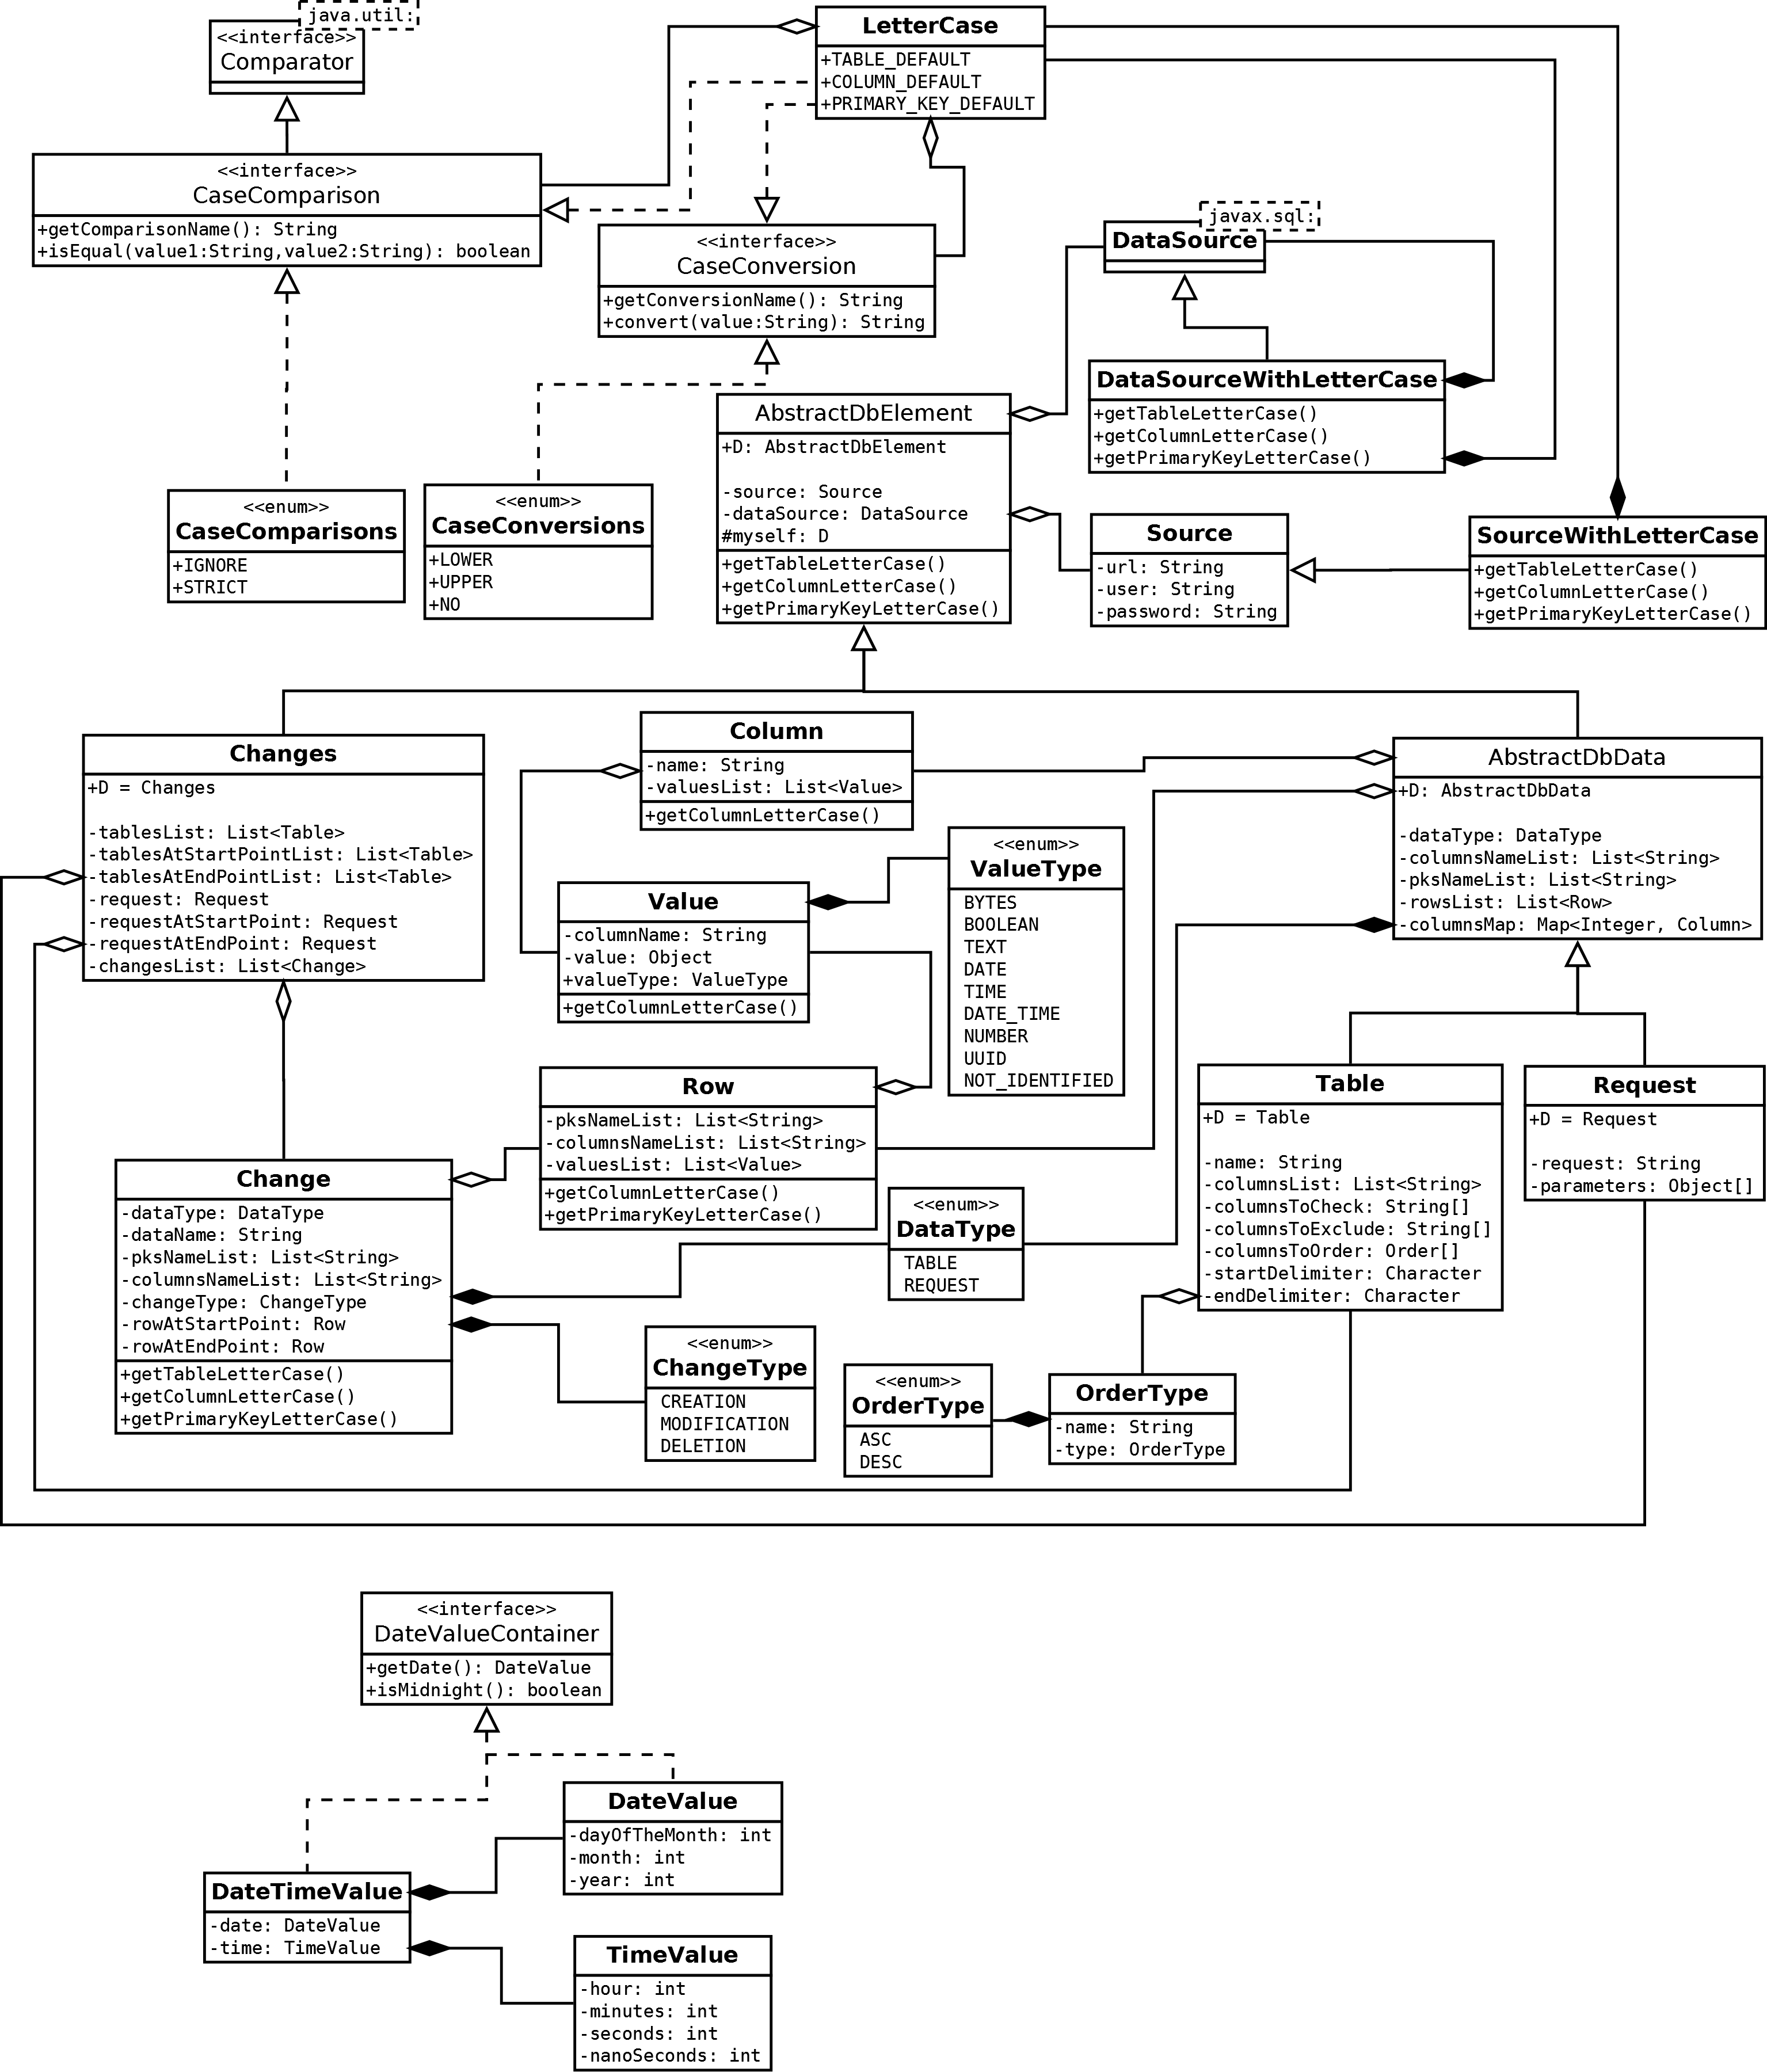 java.util:
<<interface>>
Comparator
LetterCase
+TABLE_DEFAULT
+COLUMN_DEFAULT
+PRIMARY_KEY_DEFAULT
<<interface>>
CaseComparison
+getComparisonName(): String
+isEqual(value1:String,value2:String): boolean
<<interface>>
CaseConversion
+getConversionName(): String
+convert(value:String): String
javax.sql:
DataSource
DataSourceWithLetterCase
+getTableLetterCase()
+getColumnLetterCase()
+getPrimaryKeyLetterCase()
<<enum>>
CaseComparisons
+IGNORE
+STRICT
<<enum>>
CaseConversions
+LOWER
+UPPER
+NO
AbstractDbElement
+D: AbstractDbElement
-source: Source
-dataSource: DataSource
#myself: D
+getTableLetterCase()
+getColumnLetterCase()
+getPrimaryKeyLetterCase()
Source
-url: String
-user: String
-password: String
SourceWithLetterCase
+getTableLetterCase()
+getColumnLetterCase()
+getPrimaryKeyLetterCase()
Changes
+D = Changes
-tablesList: List<Table>
-tablesAtStartPointList: List<Table>
-tablesAtEndPointList: List<Table>
-request: Request
-requestAtStartPoint: Request
-requestAtEndPoint: Request
-changesList: List<Change>
Column
-name: String
-valuesList: List<Value>
+getColumnLetterCase()
AbstractDbData
+D: AbstractDbData
-dataType: DataType
-columnsNameList: List<String>
-pksNameList: List<String>
-rowsList: List<Row>
-columnsMap: Map<Integer, Column>
Value
-columnName: String
-value: Object
+valueType: ValueType
+getColumnLetterCase()
<<enum>>
ValueType
BYTES
BOOLEAN
TEXT
DATE
TIME
DATE_TIME
NUMBER
UUID
NOT_IDENTIFIED
Row
-pksNameList: List<String>
-columnsNameList: List<String>
-valuesList: List<Value>
+getColumnLetterCase()
+getPrimaryKeyLetterCase()
Table
+D = Table
-name: String
-columnsList: List<String>
-columnsToCheck: String[]
-columnsToExclude: String[]
-columnsToOrder: Order[]
-startDelimiter: Character
-endDelimiter: Character
Request
+D = Request
-request: String
-parameters: Object[]
Change
-dataType: DataType
-dataName: String
-pksNameList: List<String>
-columnsNameList: List<String>
-changeType: ChangeType
-rowAtStartPoint: Row
-rowAtEndPoint: Row
+getTableLetterCase()
+getColumnLetterCase()
+getPrimaryKeyLetterCase()
<<enum>>
DataType
TABLE
REQUEST
<<enum>>
ChangeType
CREATION
MODIFICATION
DELETION
<<enum>>
OrderType
ASC
DESC
OrderType
-name: String
-type: OrderType
<<interface>>
DateValueContainer
+getDate(): DateValue
+isMidnight(): boolean
DateValue
-dayOfTheMonth: int
-month: int
-year: int
DateTimeValue
-date: DateValue
-time: TimeValue
TimeValue
-hour: int
-minutes: int
-seconds: int
-nanoSeconds: int